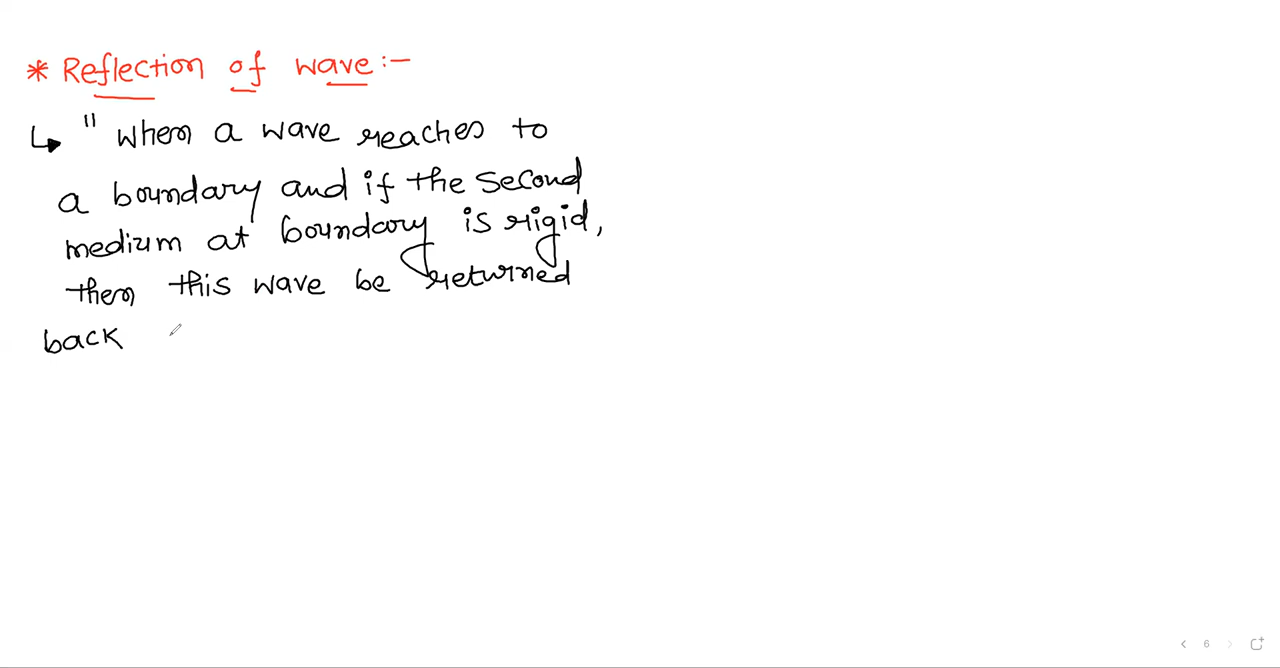 * Reflection of wave:-
↳ " when a wave reaches to
a boundary and if the second
medium at boundary is rigid,
then this wave be returned
back
< 6 >